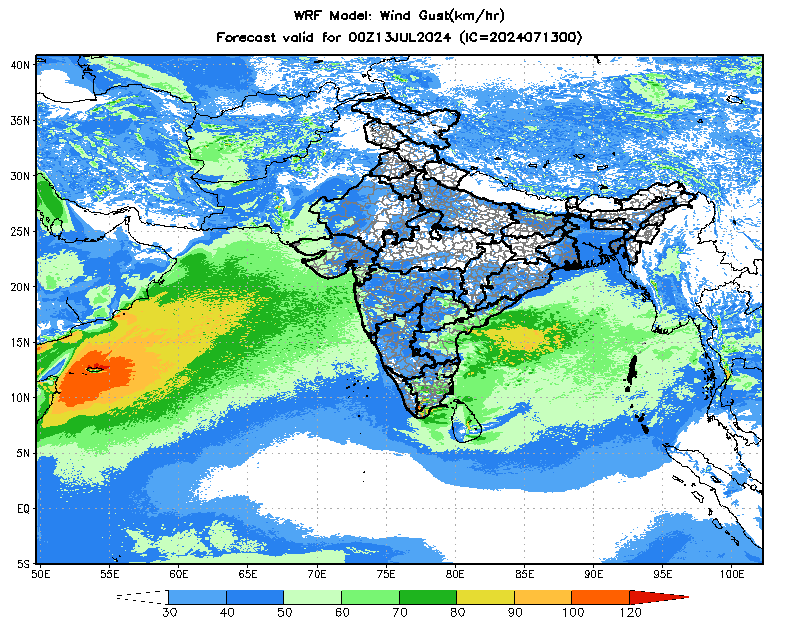 WRF Model: Wind Gust(km/hr)
Forecast valid for 00Z13JUL2024 (IC=2024071300)
40N
35N
30N
25N
20N
15N
10N
5N
EQ
5S
50E 55E 60E 65E 70E 75E 80E 85E 90E 95E 100E
30 40 50 60 70 80 90 100 120